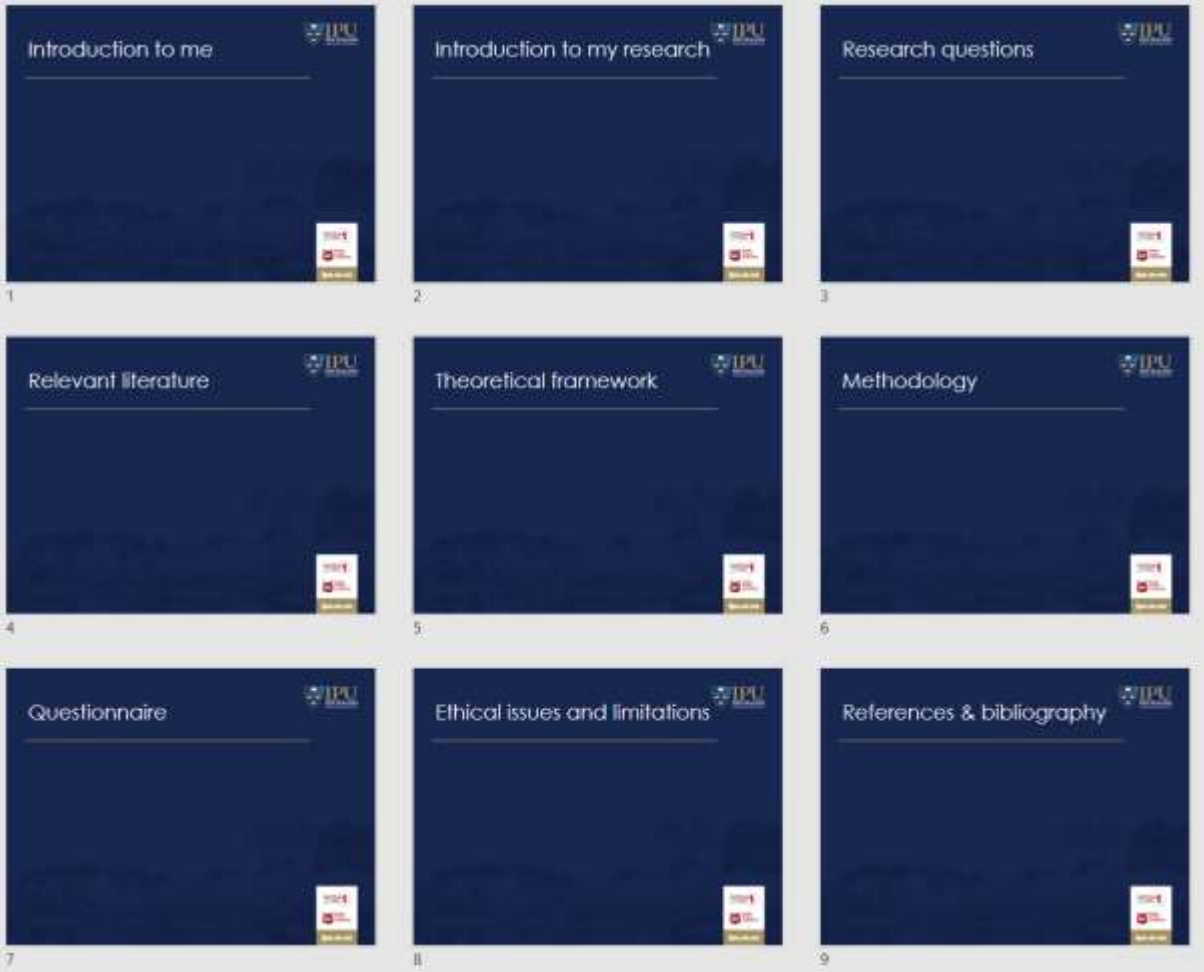 Introduction to me
IPU
Introduction to my research
IPU
Research questions
IPU
1
2
3
Relevant literature
IPU
Theoretical framework
IPU
Methodology
IPU
4
5
6
Questionnaire
IPU
Ethical issues and limitations
IPU
References & bibliography
IPU
7
8
9